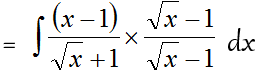 = ∫ (x−1)/(√x +1) × (√x −1)/(√x −1) dx